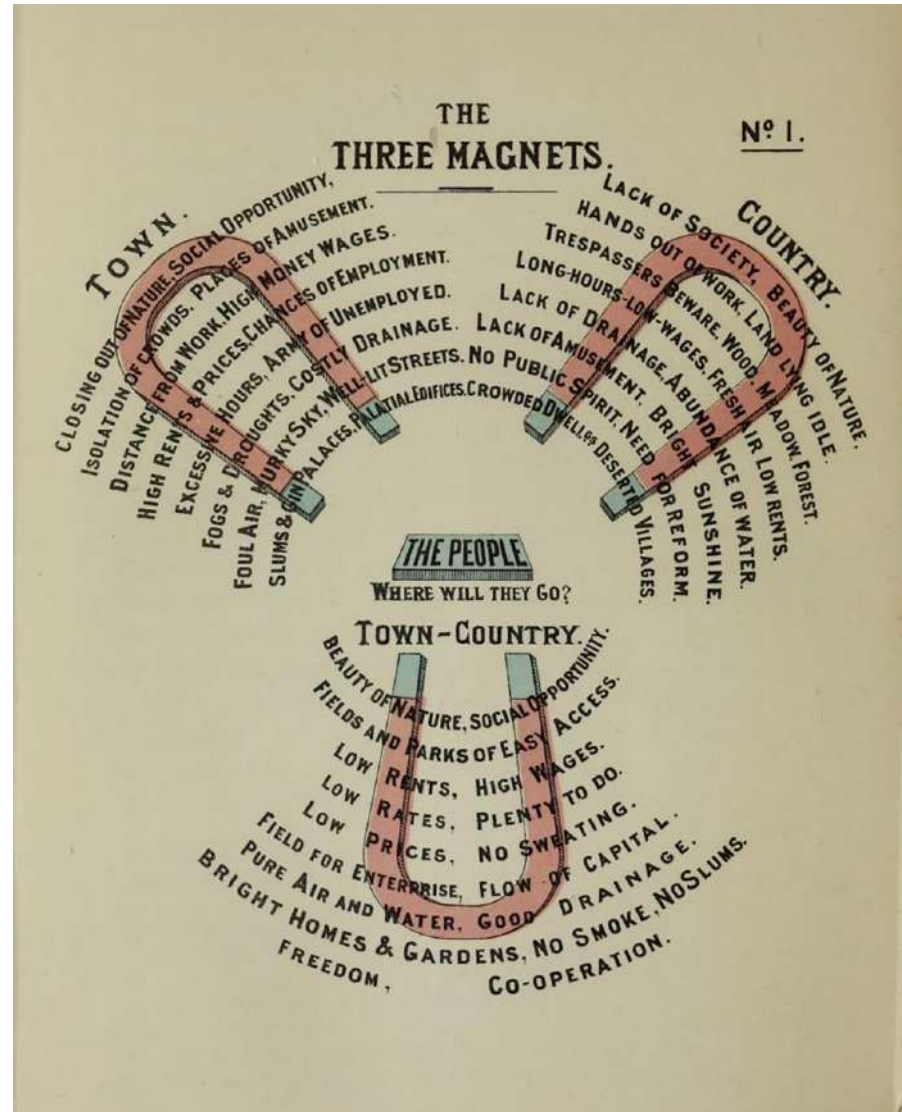 THE
THREE MAGNETS.
Nº 1.
TOWN.
CLOSING OUT OF NATURE. SOCIAL OPPORTUNITY.
ISOLATION OF CROWDS. PLACES OF AMUSEMENT.
DISTANCE FROM WORK. HIGH MONEY WAGES.
HIGH RENTS & PRICES. CHANCES OF EMPLOYMENT.
EXCESSIVE HOURS. ARMY OF UNEMPLOYED.
FOGS & DROUGHTS. COSTLY DRAINAGE.
FOUL AIR. MURKY SKY. WELL-LIT STREETS.
SLUMS & GIN PALACES. PALATIAL EDIFICES.
COUNTRY.
LACK OF SOCIETY. BEAUTY OF NATURE.
HANDS OUT OF WORK. LAND LYING IDLE.
TRESPASSERS BEWARE. WOOD, MEADOW, FOREST.
LONG-HOURS-LOW-WAGES. FRESH AIR LOW RENTS.
LACK OF DRAINAGE. ABUNDANCE OF WATER.
LACK OF AMUSEMENT. BRIGHT SUNSHINE.
NO PUBLIC SPIRIT. NEED FOR REFORM.
CROWDED DWELLGS DESERTED VILLAGES.
THE PEOPLE
WHERE WILL THEY GO?
TOWN-COUNTRY.
BEAUTY OF NATURE, SOCIAL OPPORTUNITY.
FIELDS AND PARKS OF EASY ACCESS.
LOW RENTS, HIGH WAGES.
LOW RATES, PLENTY TO DO.
LOW PRICES, NO SWEATING.
FIELD FOR ENTERPRISE, FLOW OF CAPITAL.
PURE AIR AND WATER, GOOD DRAINAGE.
BRIGHT HOMES & GARDENS, NO SMOKE, NO SLUMS.
FREEDOM, CO-OPERATION.